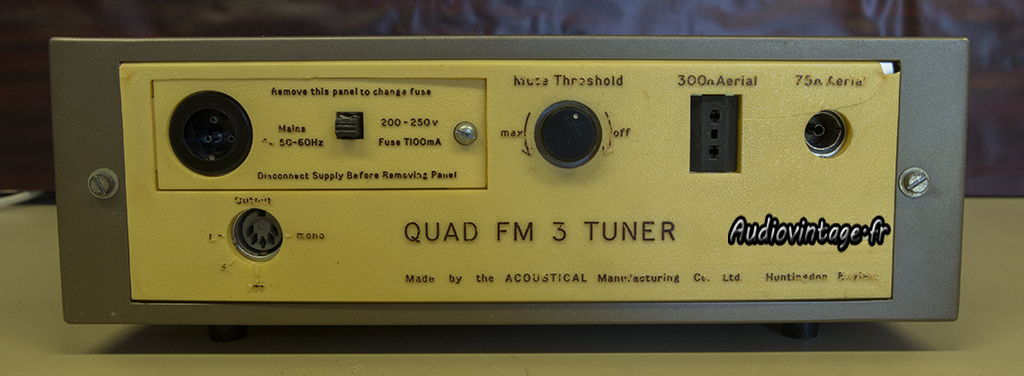 Remove this panel to change fuse
Mains
~ 50-60Hz
200-250v
Fuse T100mA
Disconnect Supply Before Removing Panel
Mute Threshold
max
off
300Ω Aerial
75Ω Aerial
Output
L
mono
QUAD FM 3 TUNER
Audiovintage.fr
Made by the ACOUSTICAL Manufacturing Co. Ltd. Huntingdon England